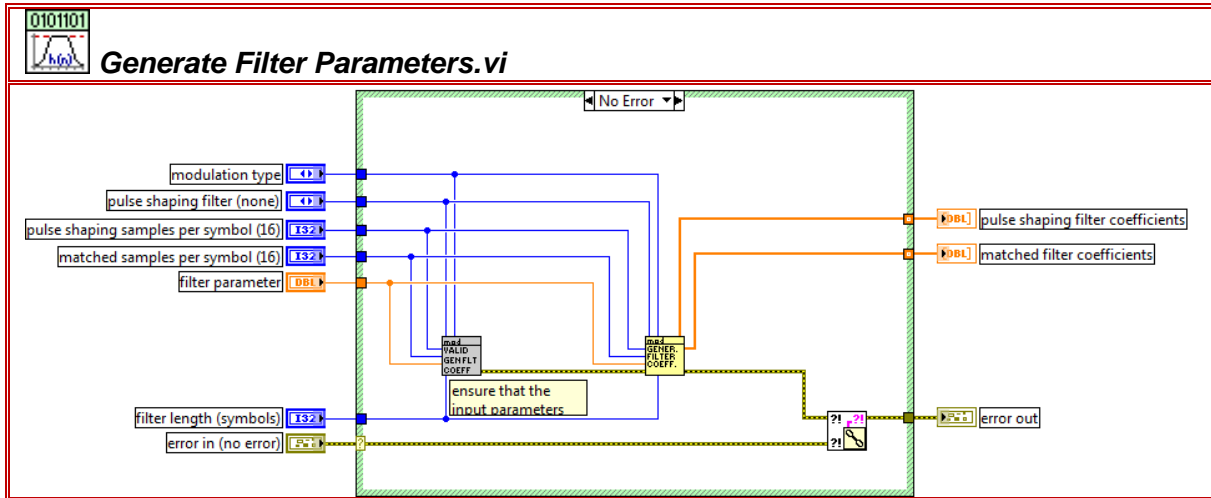 0101101
h(n)
Generate Filter Parameters.vi
No Error
modulation type
pulse shaping filter (none)
pulse shaping samples per symbol (16)
I32
matched samples per symbol (16)
I32
filter parameter
DBL
DBL]
pulse shaping filter coefficients
DBL]
matched filter coefficients
mod
VALID
GENFLT
COEFF
mod
GENER.
FILTER
COEFF.
ensure that the
input parameters
filter length (symbols)
I32
error in (no error)
?
?! ?!
?!
error out